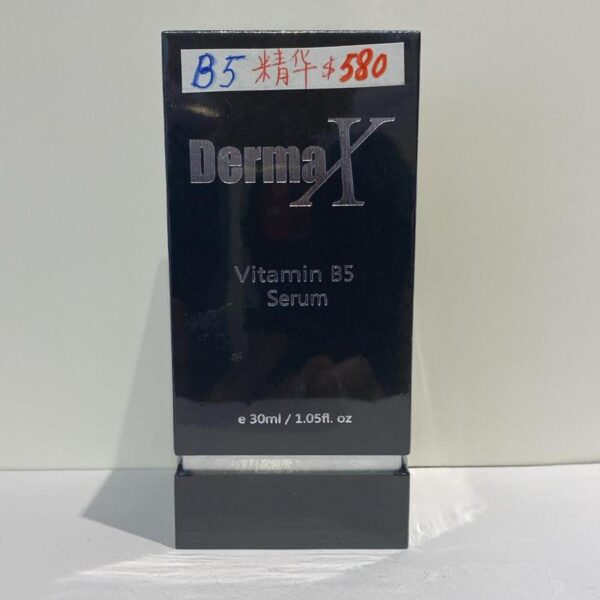 B5 精华 $580
DermaX
Vitamin B5
Serum
e 30ml / 1.05fl. oz